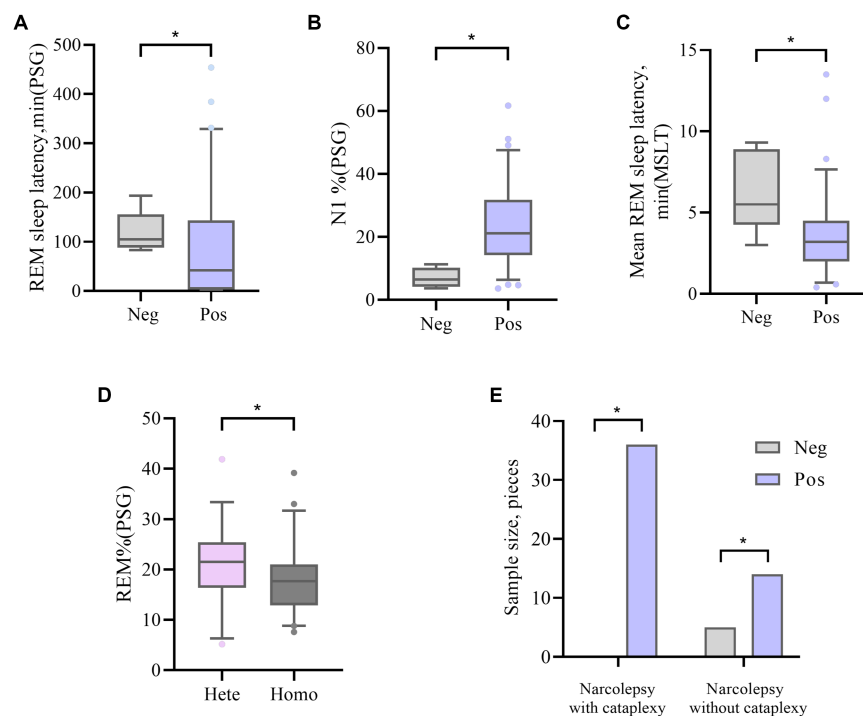 A
REM sleep latency,min(PSG)
500
400
300
200
100
0
*
Neg
Pos
B
N1 %(PSG)
80
60
40
20
0
*
Neg
Pos
C
Mean REM sleep latency,
min(MSLT)
15
10
5
0
*
Neg
Pos
D
REM%(PSG)
50
40
30
20
10
0
*
Hete
Homo
E
Sample size, pieces
40
30
20
10
0
*
*
Neg
Pos
Narcolepsy
with cataplexy
Narcolepsy
without cataplexy